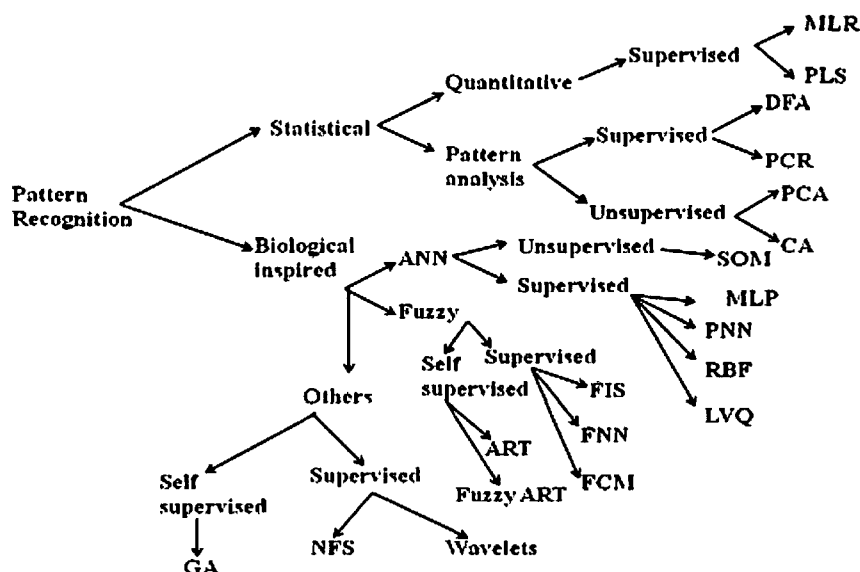 MLR
Supervised
Quantitative
PLS
DFA
Statistical
Supervised
Pattern
analysis
PCR
Pattern
Recognition
PCA
Unsupervised
Biological
inspired
ANN
Unsupervised
CA
SOM
Supervised
MLP
Fuzzy
PNN
Self
supervised
Supervised
RBF
Others
FIS
LVQ
FNN
ART
Self
supervised
Supervised
Fuzzy ART
FCM
NFS
Wavelets
GA